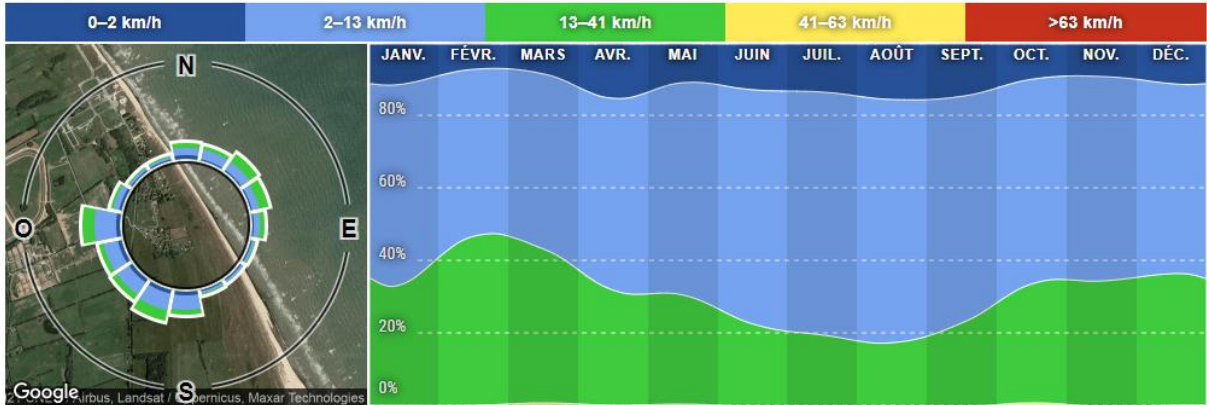 0–2 km/h 2–13 km/h 13–41 km/h 41–63 km/h >63 km/h
N
O
E
S
Google
Airbus, Landsat / Copernicus, Maxar Technologies
JANV. FÉVR. MARS AVR. MAI JUIN JUIL. AOÛT SEPT. OCT. NOV. DÉC.
80%
60%
40%
20%
0%